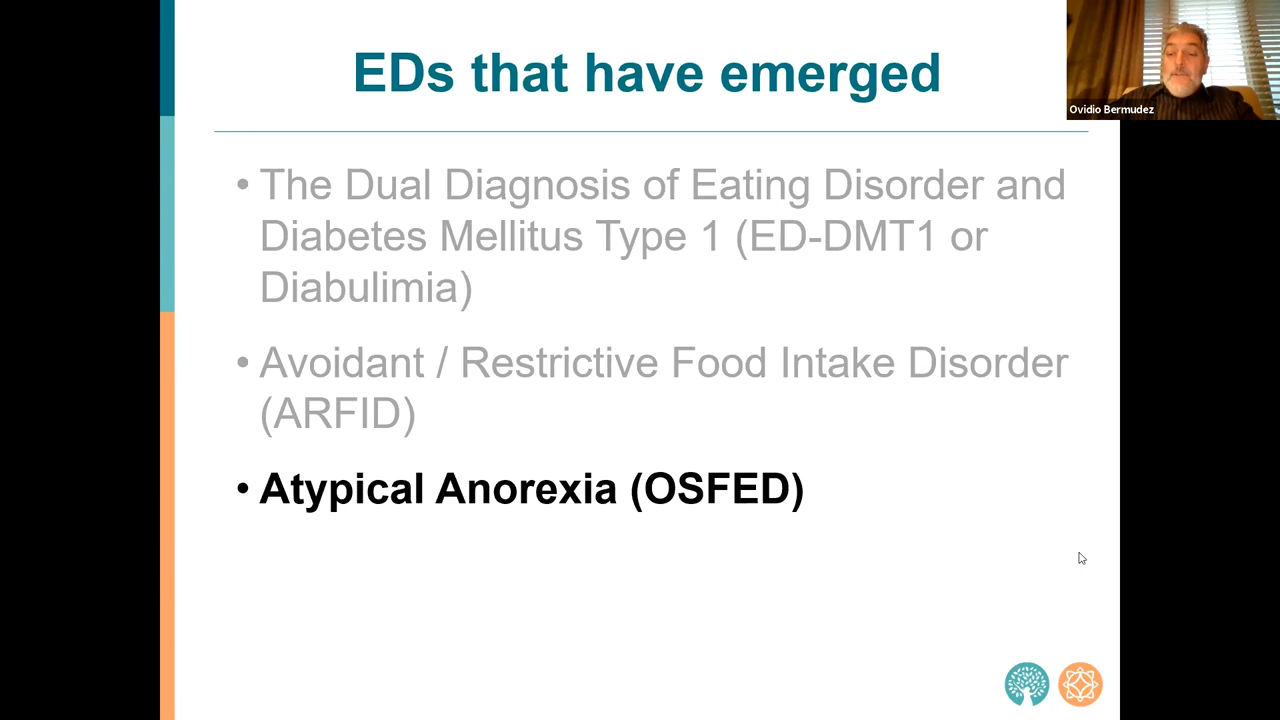 EDs that have emerged
Ovidio Bermudez
• The Dual Diagnosis of Eating Disorder and
Diabetes Mellitus Type 1 (ED-DMT1 or
Diabulimia)
• Avoidant / Restrictive Food Intake Disorder
(ARFID)
• Atypical Anorexia (OSFED)